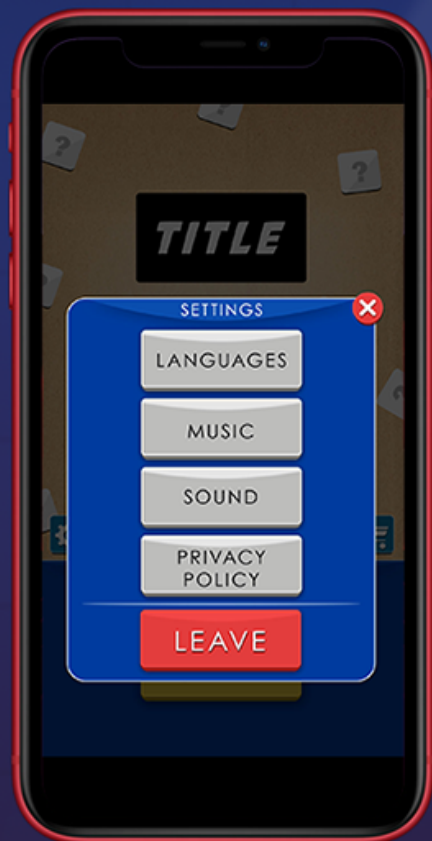 TITLE
SETTINGS
LANGUAGES
MUSIC
SOUND
PRIVACY
POLICY
LEAVE